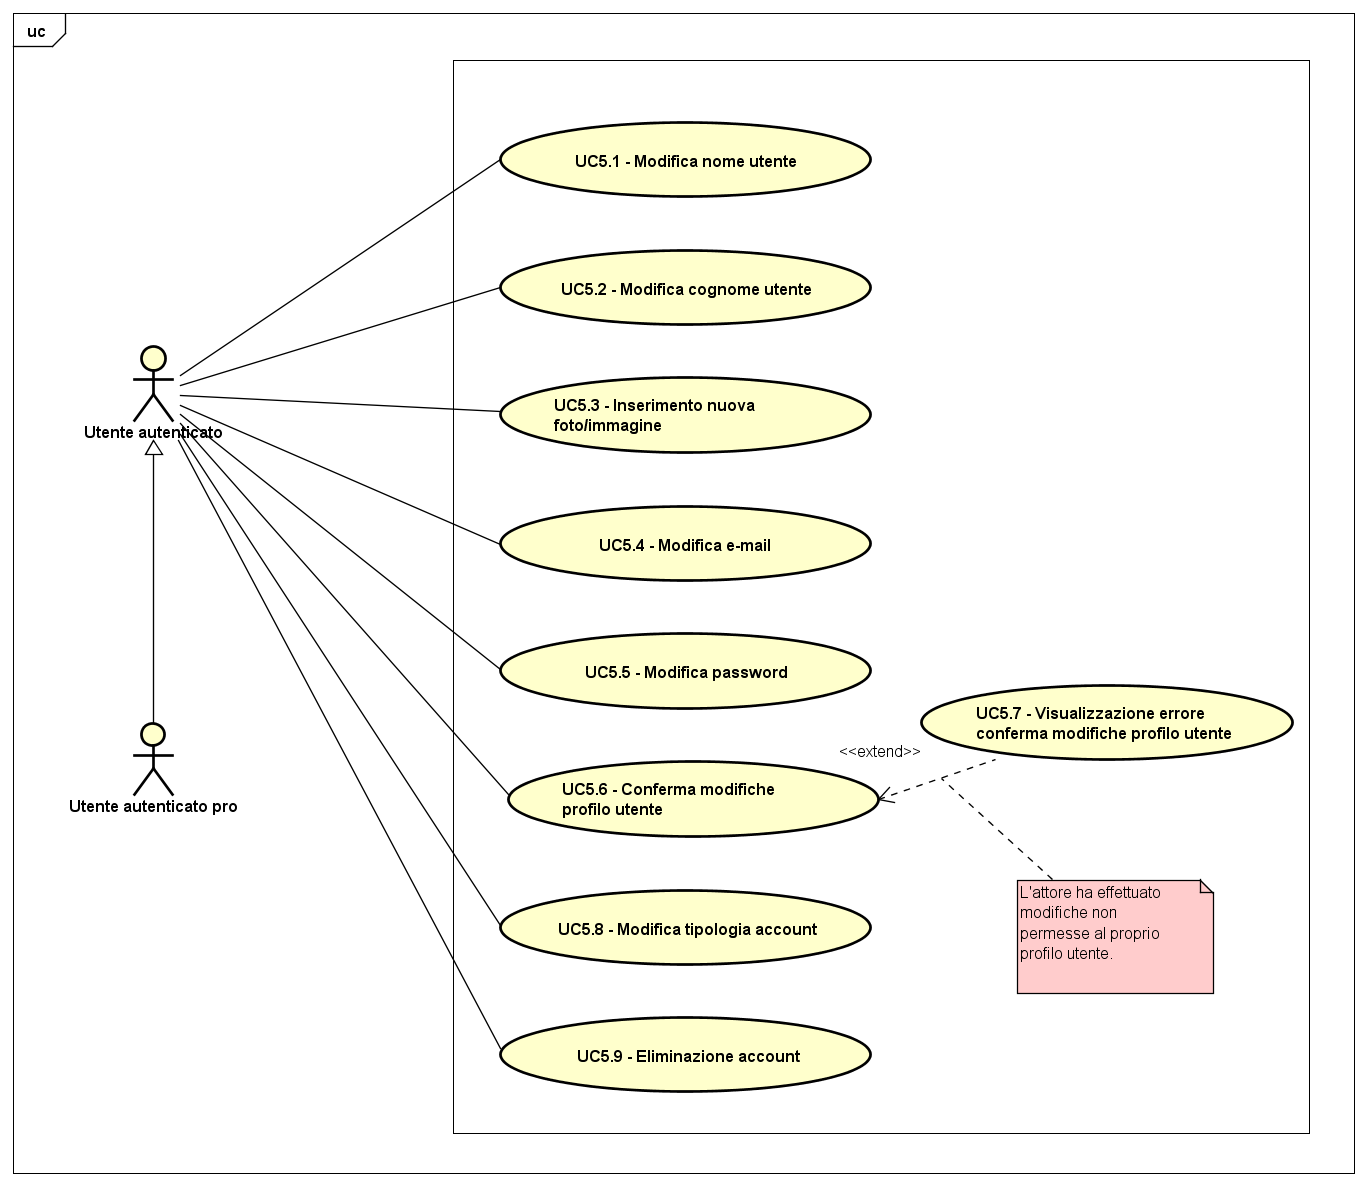 uc
UC5.1 - Modifica nome utente
UC5.2 - Modifica cognome utente
UC5.3 - Inserimento nuova
foto/immagine
Utente autenticato
UC5.4 - Modifica e-mail
UC5.5 - Modifica password
UC5.7 - Visualizzazione errore
conferma modifiche profilo utente
<<extend>>
UC5.6 - Conferma modifiche
profilo utente
Utente autenticato pro
L'attore ha effettuato
modifiche non
permesse al proprio
profilo utente.
UC5.8 - Modifica tipologia account
UC5.9 - Eliminazione account